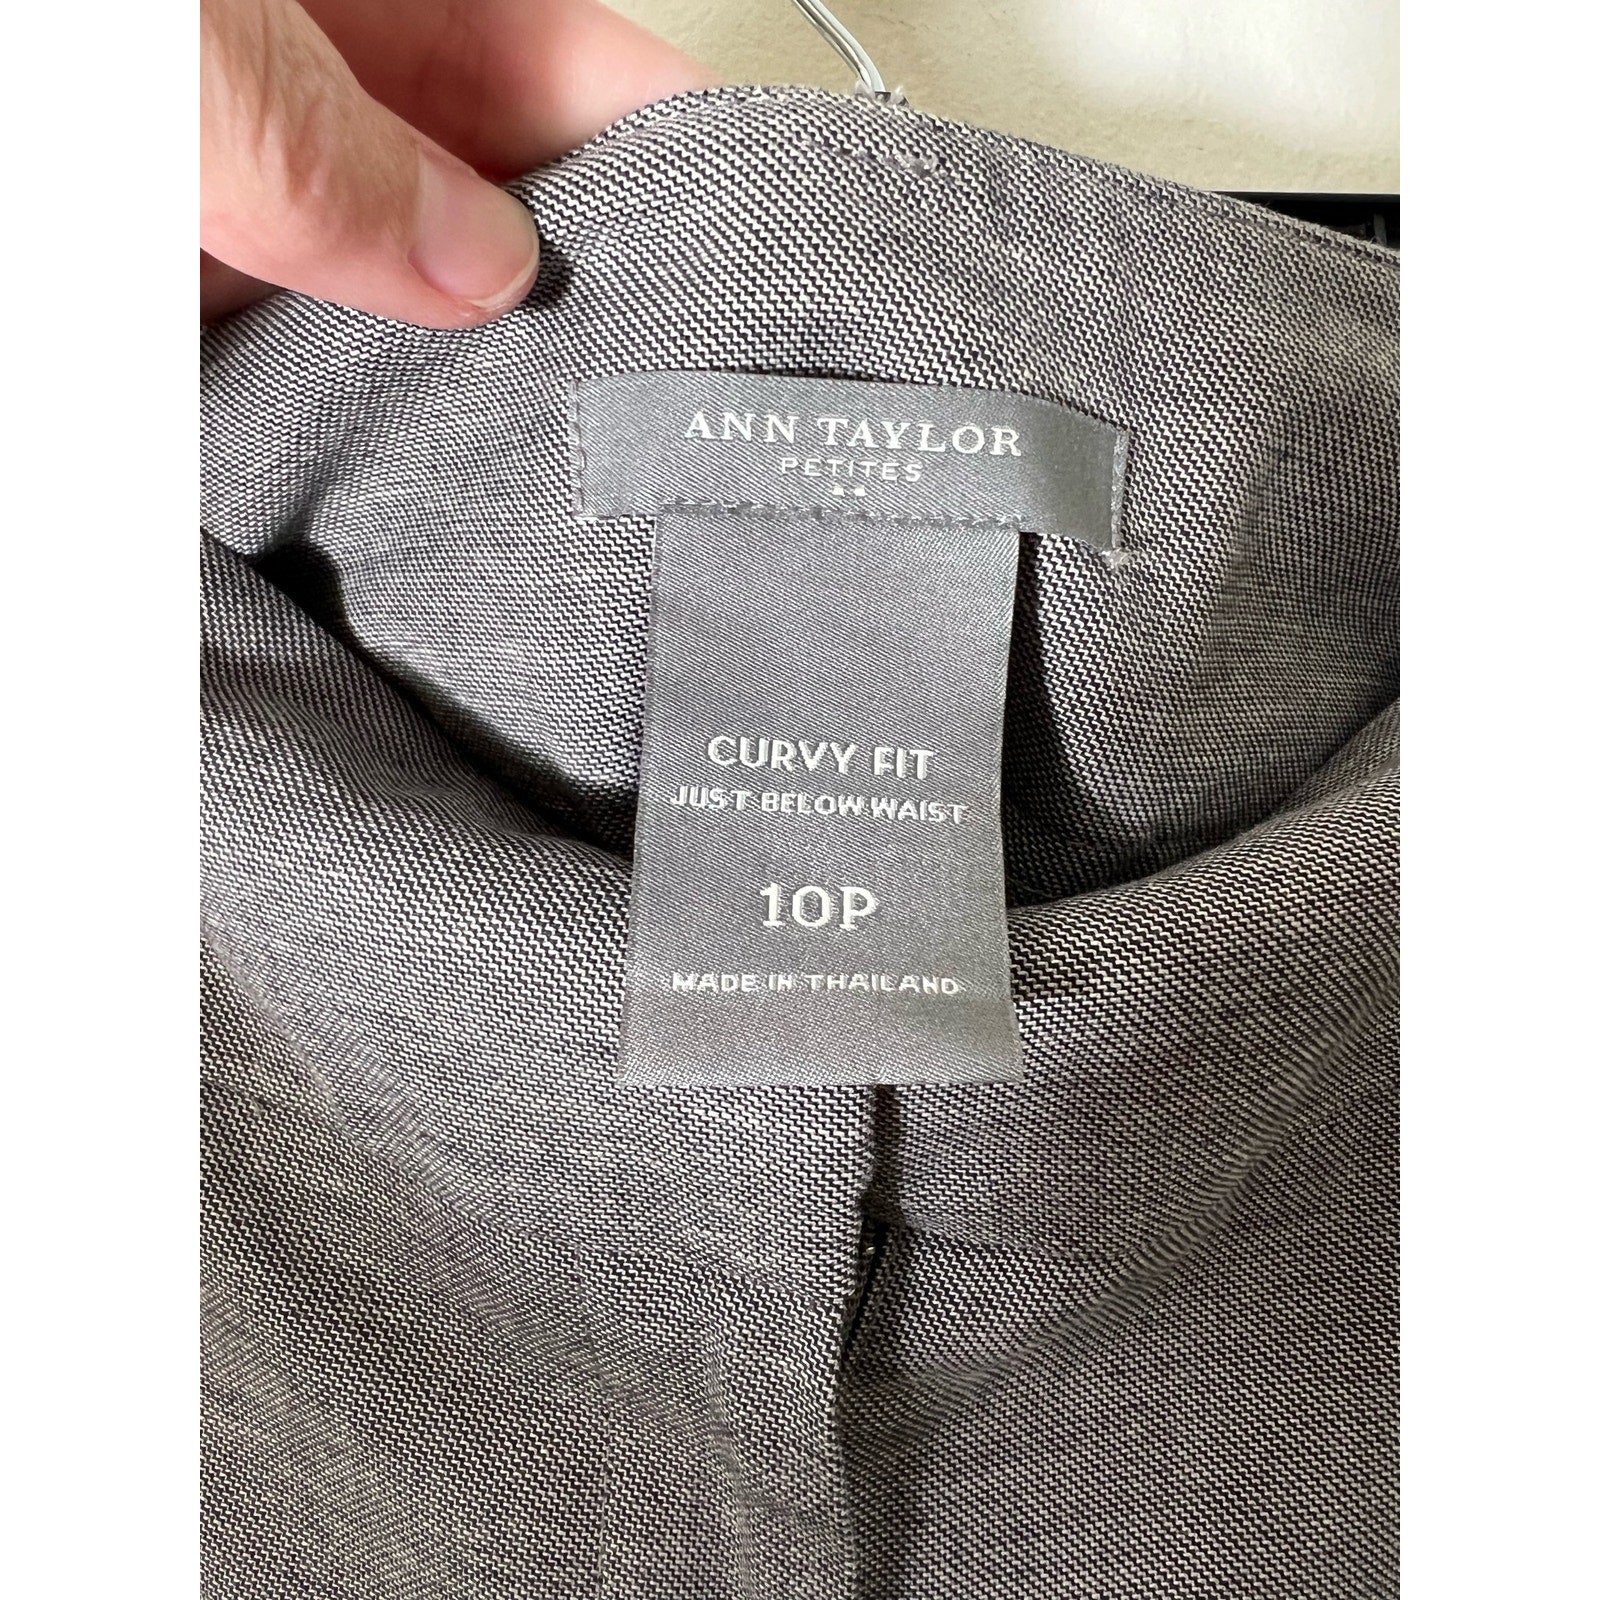 ANN TAYLOR
PETITES
CURVY FIT
JUST BELOW WAIST
10P
MADE IN THAILAND